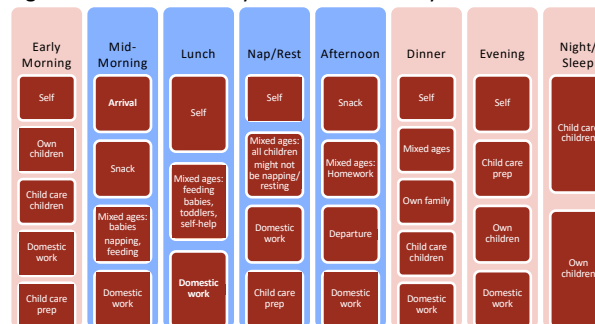 Early
Morning
Self
Own
children
Child care
children
Domestic
work
Child care
prep
Mid-
Morning
Arrival
Snack
Mixed ages:
babies
napping,
feeding
Domestic
work
Lunch
Self
Mixed ages:
feeding
babies,
toddlers,
self-help
Domestic
work
Nap/Rest
Self
Mixed ages:
all children
might not
be napping/
resting
Domestic
work
Child care
prep
Afternoon
Snack
Mixed ages:
Homework
Departure
Domestic
work
Dinner
Self
Mixed ages
Own family
Child care
children
Domestic
work
Evening
Self
Child care
prep
Own
children
Domestic
work
Night/
Sleep
Child care
children
Own
children